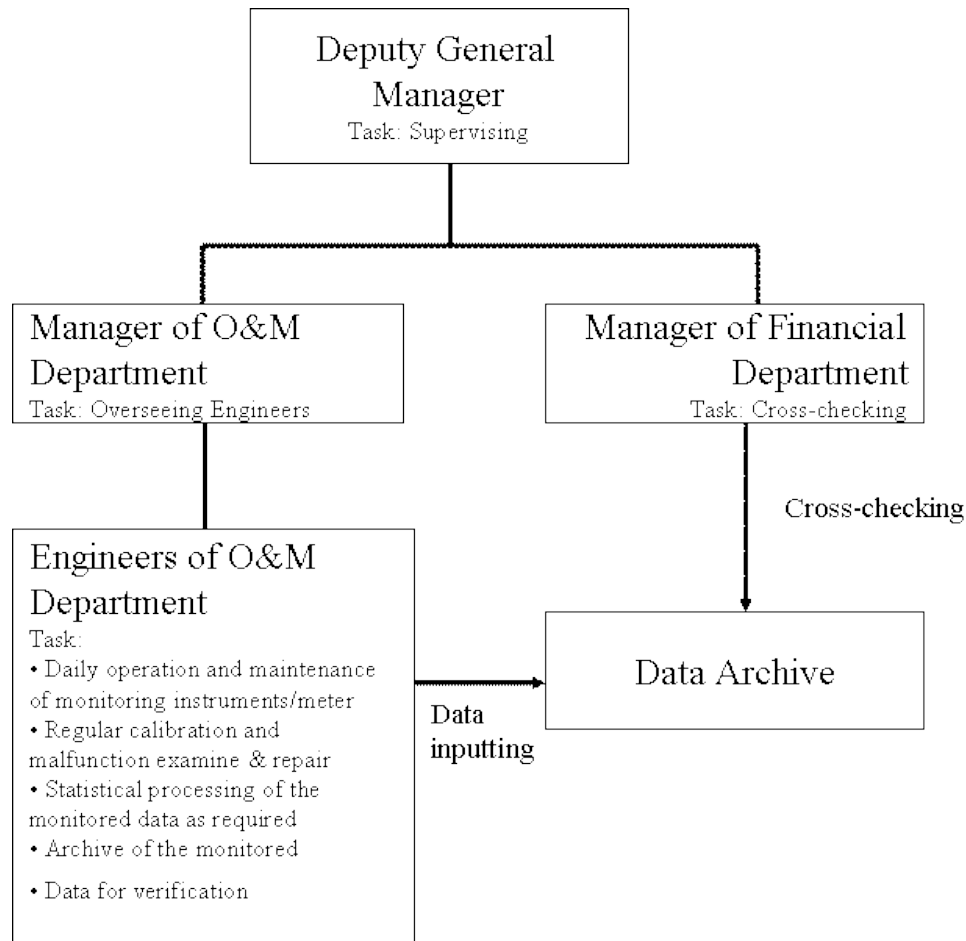 Deputy General
Manager
Task: Supervising
Manager of O&M
Department
Task: Overseeing Engineers
Manager of Financial
Department
Task: Cross-checking
Cross-checking
Engineers of O&M
Department
Task:
• Daily operation and maintenance
of monitoring instruments/meter
• Regular calibration and
malfunction examine & repair
• Statistical processing of the
monitored data as required
• Archive of the monitored
• Data for verification
Data
inputting
Data Archive